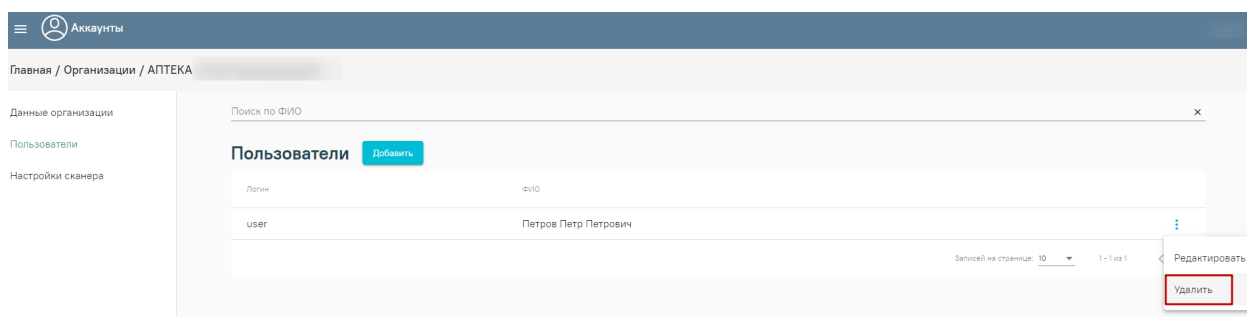 Аккаунты
Главная / Организации / АПТЕКА
Данные организации
Пользователи
Настройки сканера
Поиск по ФИО
Пользователи Добавить
Логин ФИО
user Петров Петр Петрович
Записей на странице: 10 1-1 из 1
Редактировать
Удалить